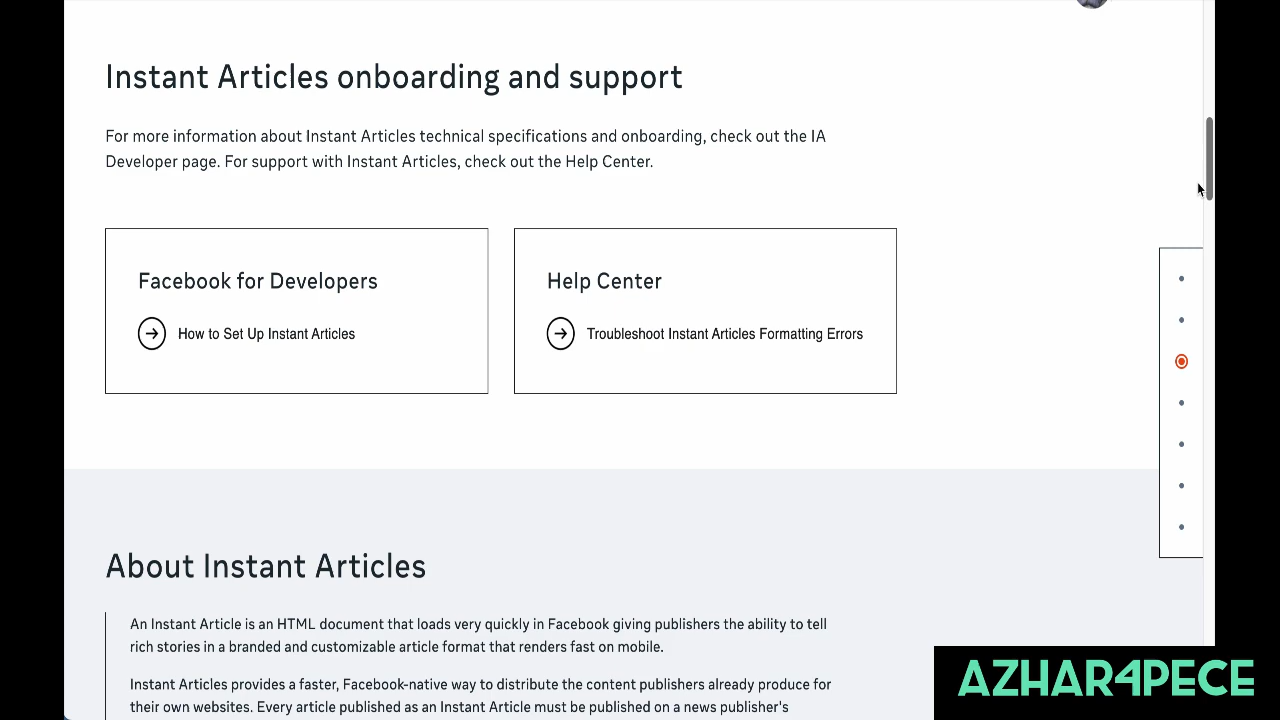 Instant Articles onboarding and support
For more information about Instant Articles technical specifications and onboarding, check out the IA
Developer page. For support with Instant Articles, check out the Help Center.
Facebook for Developers
How to Set Up Instant Articles
Help Center
Troubleshoot Instant Articles Formatting Errors
About Instant Articles
An Instant Article is an HTML document that loads very quickly in Facebook giving publishers the ability to tell
rich stories in a branded and customizable article format that renders fast on mobile.
Instant Articles provides a faster, Facebook-native way to distribute the content publishers already produce for
their own websites. Every article published as an Instant Article must be published on a news publisher's
AZHAR4PECE